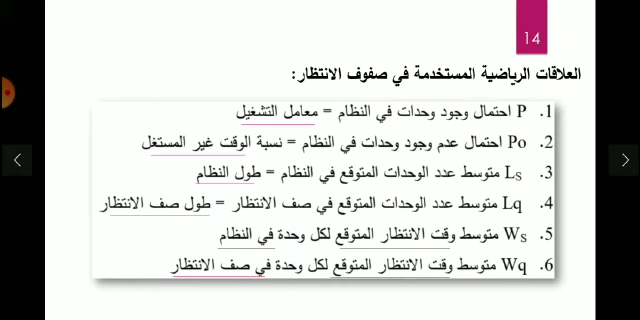 14
العلاقات الرياضية المستخدمة في صفوف الانتظار:
1. P احتمال وجود وحدات في النظام = معامل التشغيل
2. Po احتمال عدم وجود وحدات في النظام = نسبة الوقت غير المستغل
3. Ls متوسط عدد الوحدات المتوقع في النظام = طول النظام
4. Lq متوسط عدد الوحدات المتوقع في صف الانتظار = طول صف الانتظار
5. Ws متوسط وقت الانتظار المتوقع لكل وحدة في النظام
6. Wq متوسط وقت الانتظار المتوقع لكل وحدة في صف الانتظار